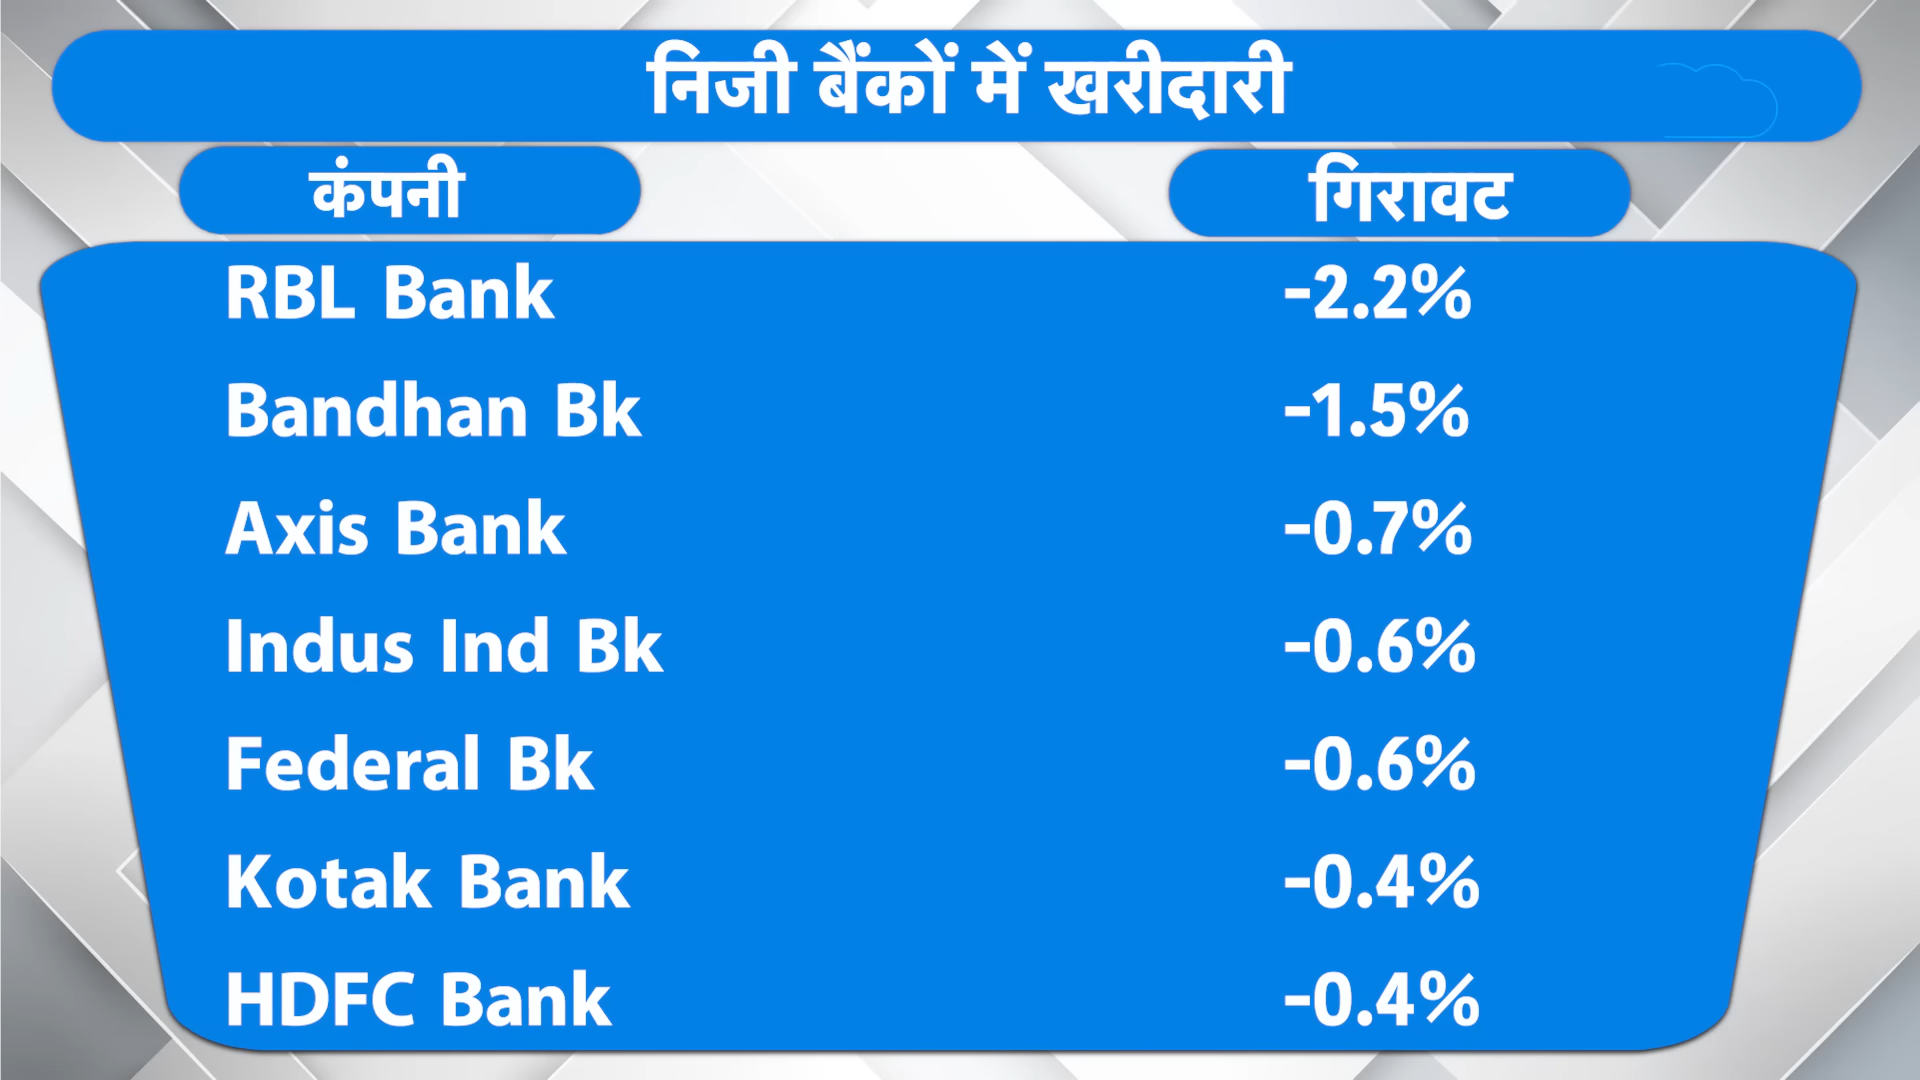 निजी बैंकों में खरीदारी
कंपनी गिरावट
RBL Bank -2.2%
Bandhan Bk -1.5%
Axis Bank -0.7%
Indus Ind Bk -0.6%
Federal Bk -0.6%
Kotak Bank -0.4%
HDFC Bank -0.4%